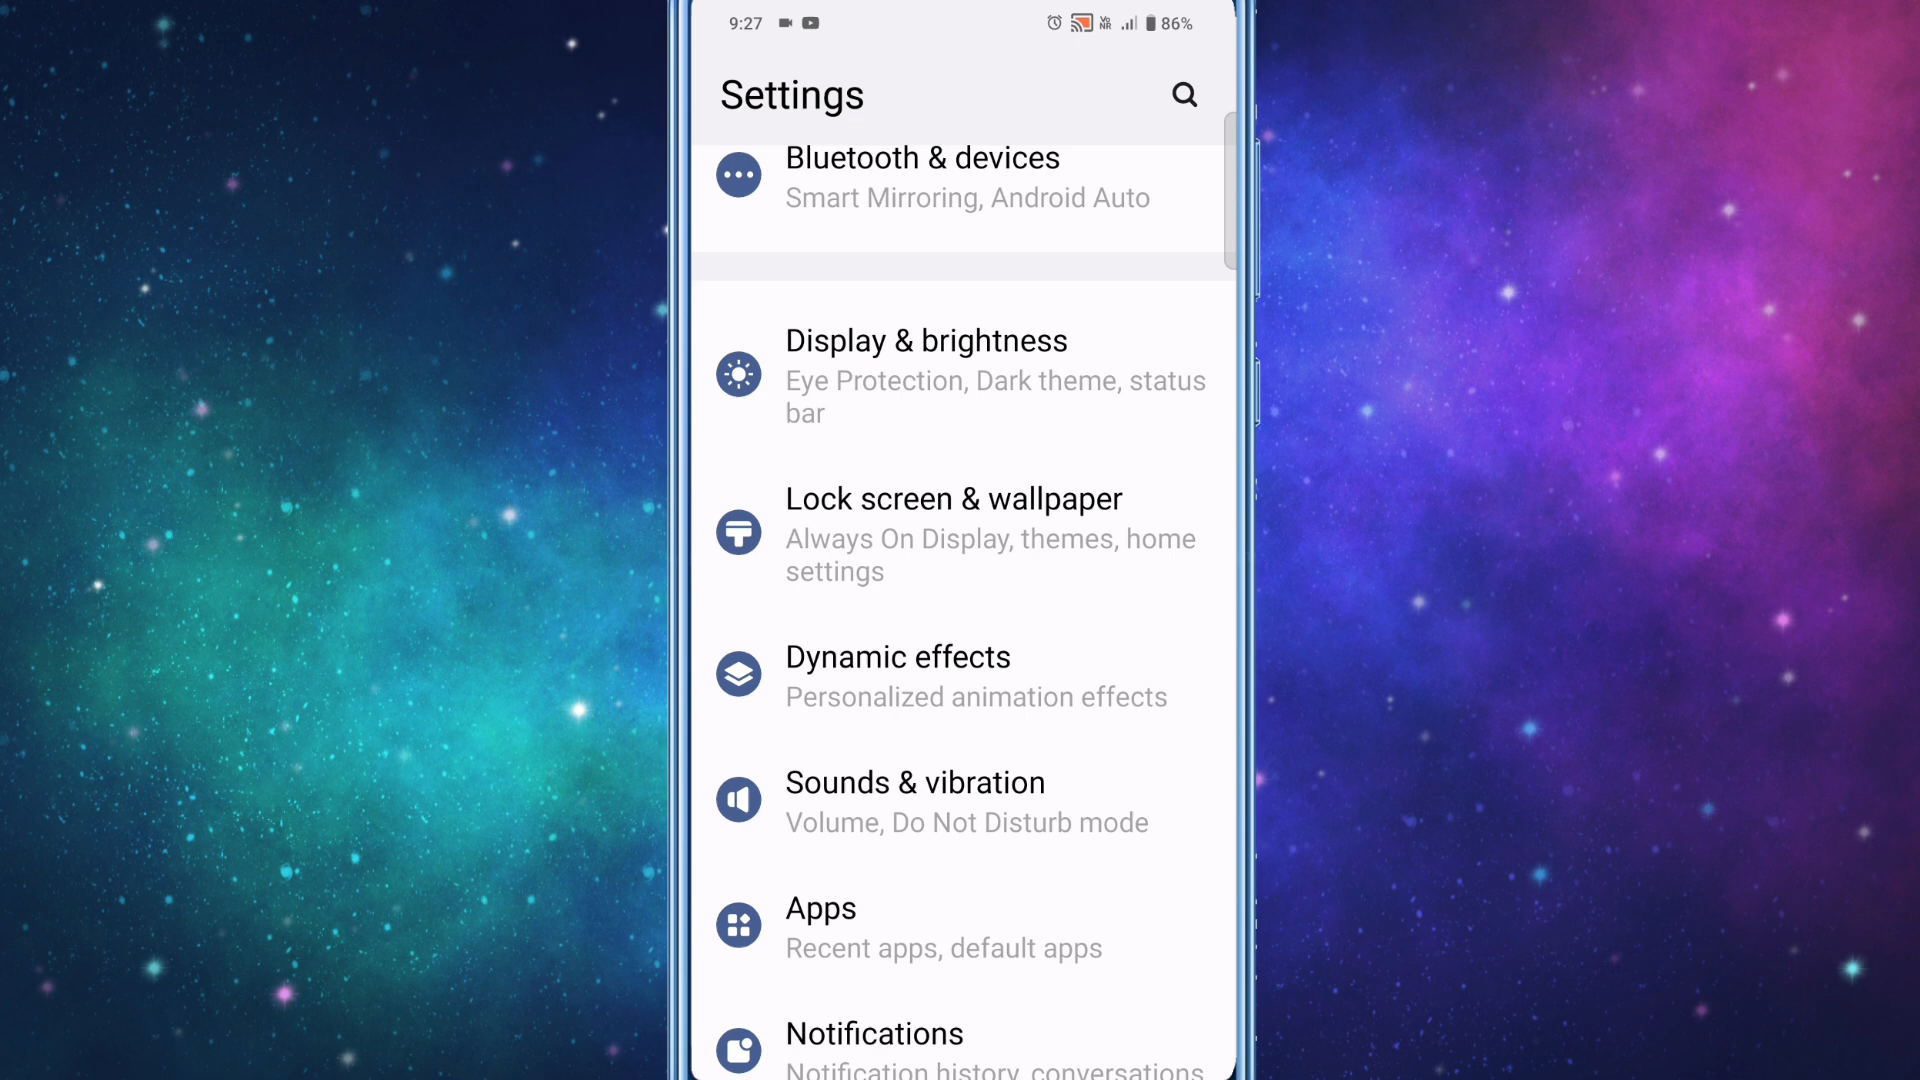 9:27
Vo NR 86%
Settings
Bluetooth & devices
Smart Mirroring, Android Auto
Display & brightness
Eye Protection, Dark theme, status
bar
Lock screen & wallpaper
Always On Display, themes, home
settings
Dynamic effects
Personalized animation effects
Sounds & vibration
Volume, Do Not Disturb mode
Apps
Recent apps, default apps
Notifications
Notification history, conversations